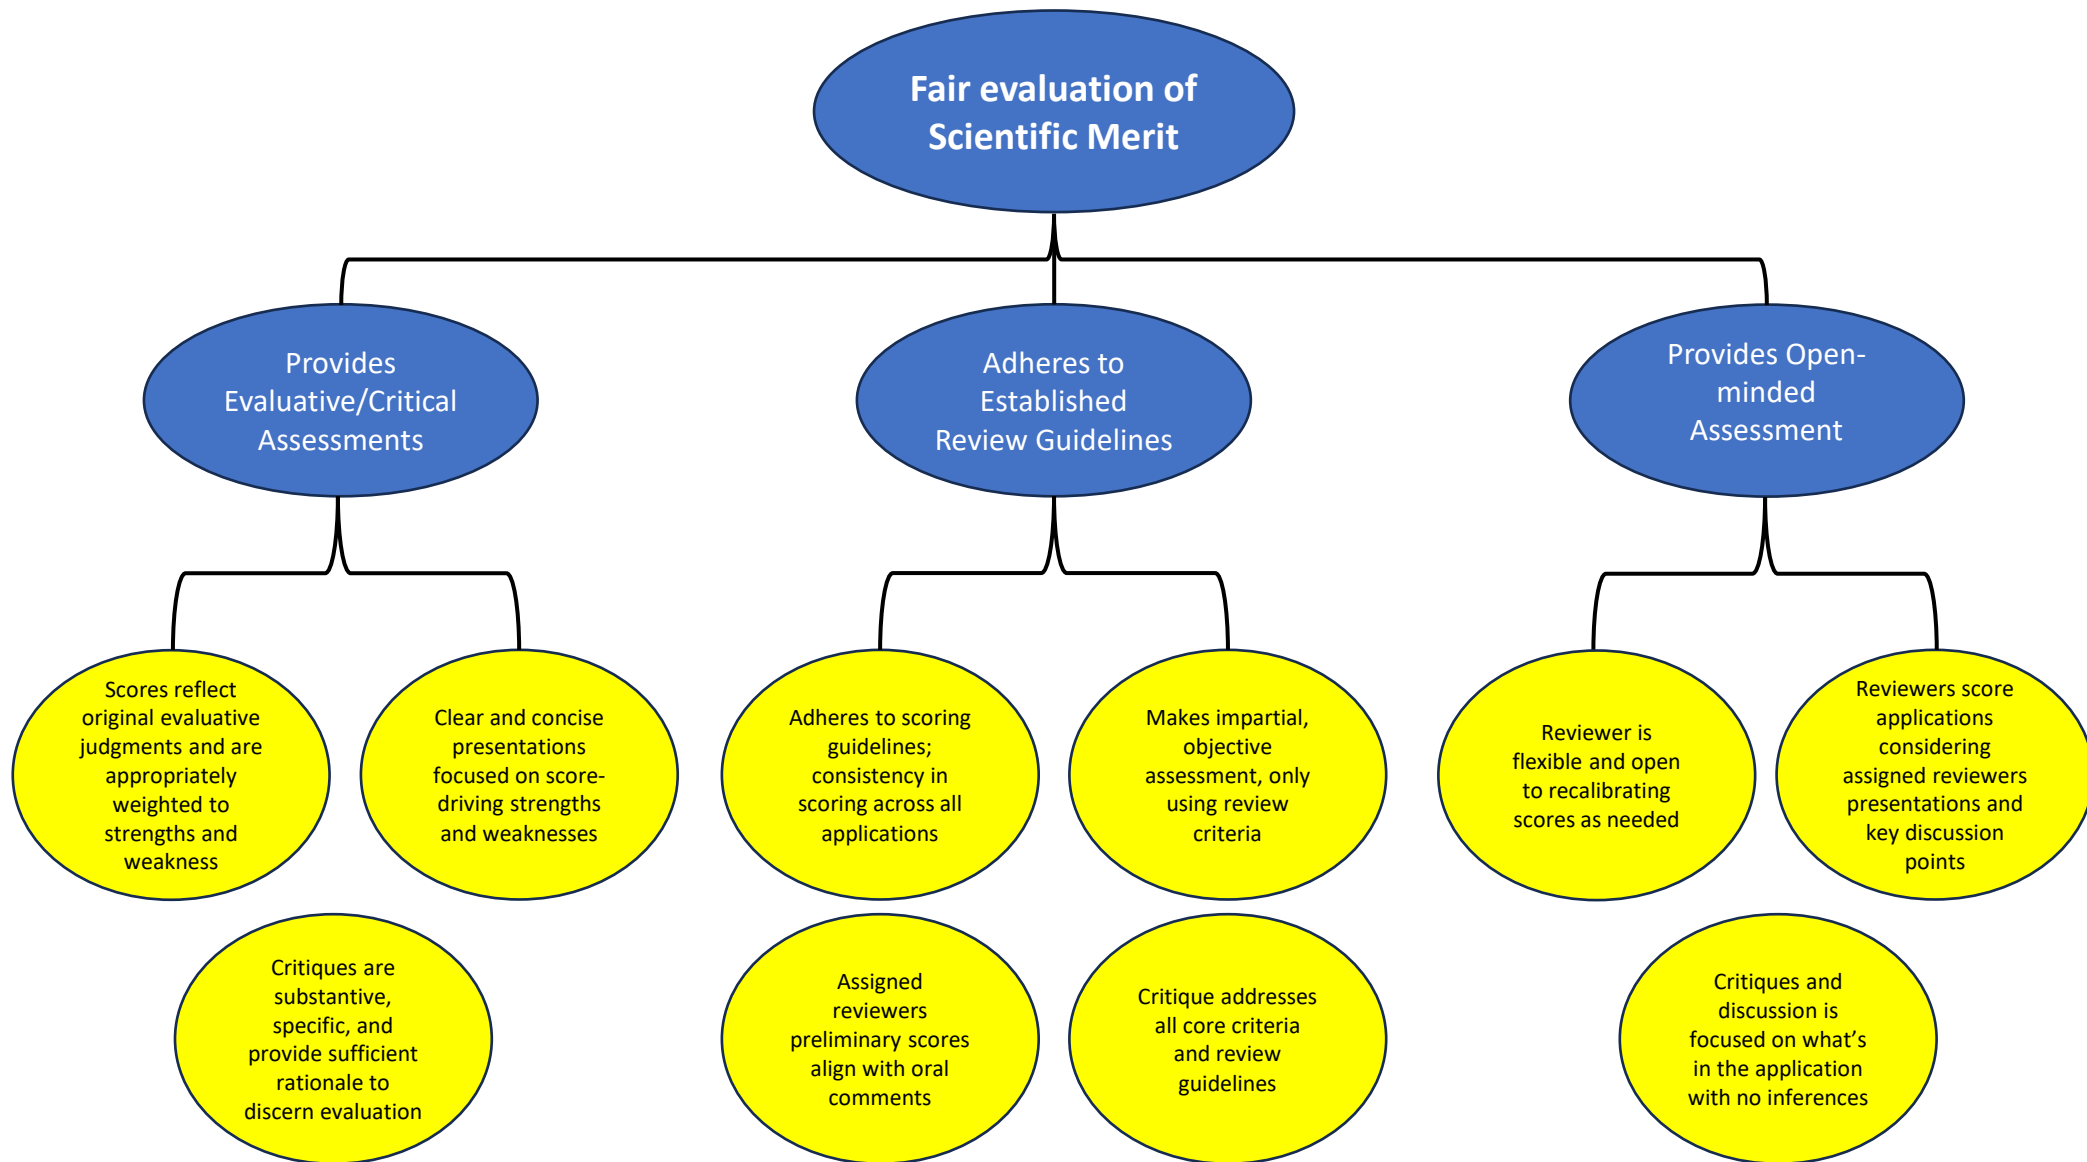 Fair evaluation of
Scientific Merit
Provides
Evaluative/Critical
Assessments
Adheres to
Established
Review Guidelines
Provides Open-
minded
Assessment
Scores reflect
original evaluative
judgments and are
appropriately
weighted to
strengths and
weakness
Clear and concise
presentations
focused on score-
driving strengths
and weaknesses
Adheres to scoring
guidelines;
consistency in
scoring across all
applications
Makes impartial,
objective
assessment, only
using review
criteria
Reviewer is
flexible and open
to recalibrating
scores as needed
Reviewers score
applications
considering
assigned reviewers
presentations and
key discussion
points
Critiques are
substantive,
specific, and
provide sufficient
rationale to
discern evaluation
Assigned
reviewers
preliminary scores
align with oral
comments
Critique addresses
all core criteria
and review
guidelines
Critiques and
discussion is
focused on what’s
in the application
with no inferences